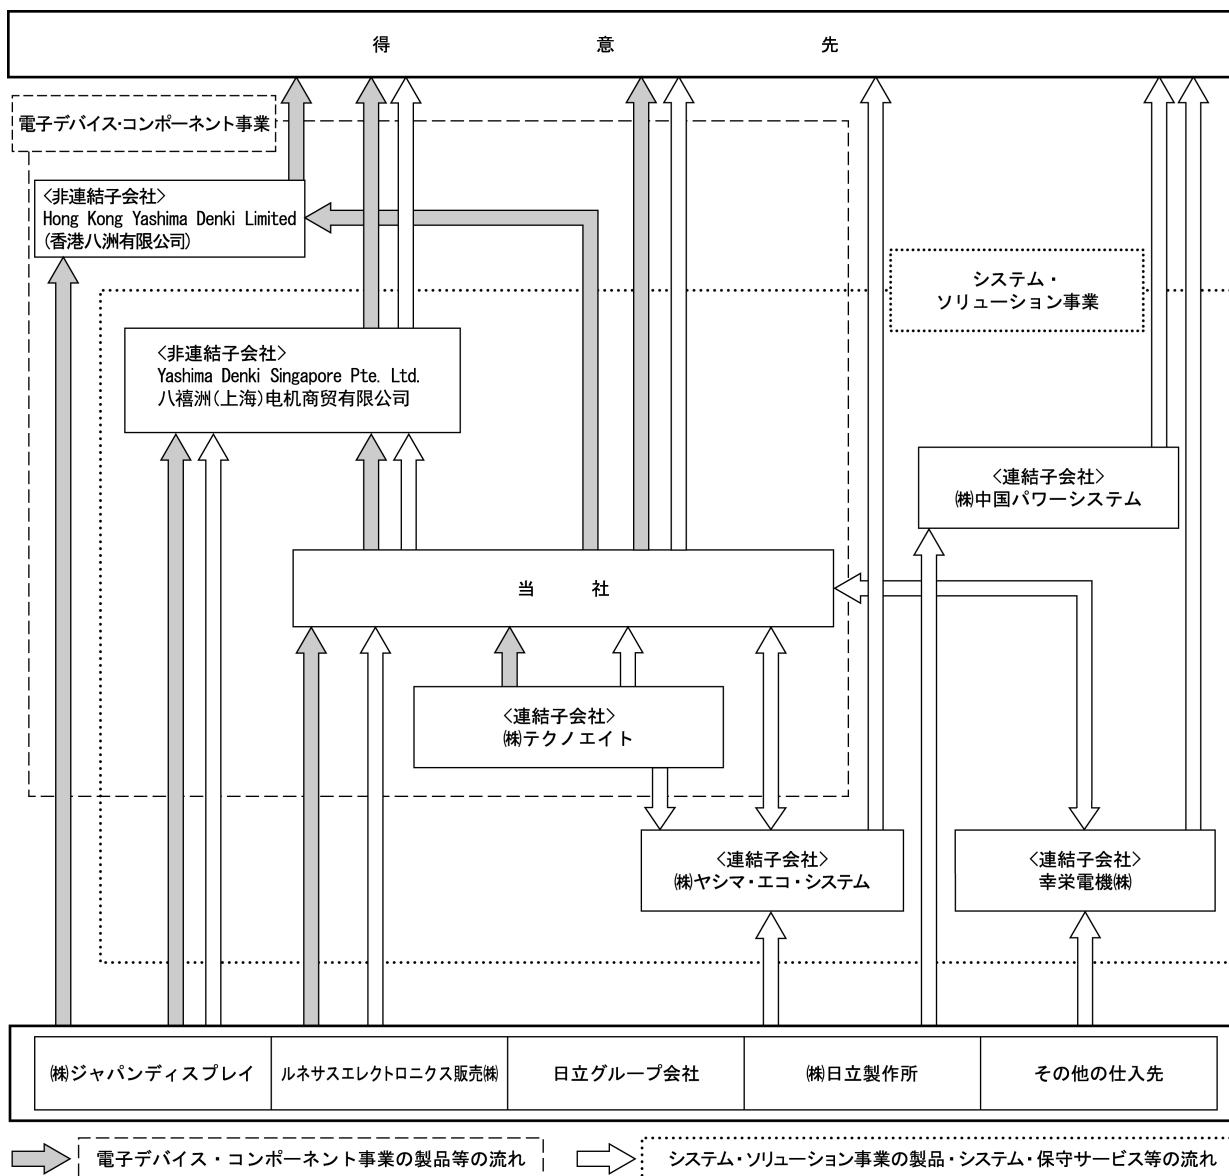 得意先
電子デバイス・コンポーネント事業
〈非連結子会社〉
Hong Kong Yashima Denki Limited
(香港八洲有限公司)
システム・
ソリューション事業
〈非連結子会社〉
Yashima Denki Singapore Pte. Ltd.
八禧洲(上海)电机商贸有限公司
〈連結子会社〉
㈱中国パワーシステム
当社
〈連結子会社〉
㈱テクノエイト
〈連結子会社〉
㈱ヤシマ・エコ・システム
〈連結子会社〉
幸栄電機㈱
㈱ジャパンディスプレイ
ルネサスエレクトロニクス販売㈱
日立グループ会社
㈱日立製作所
その他の仕入先
電子デバイス・コンポーネント事業の製品等の流れ
システム・ソリューション事業の製品・システム・保守サービス等の流れ